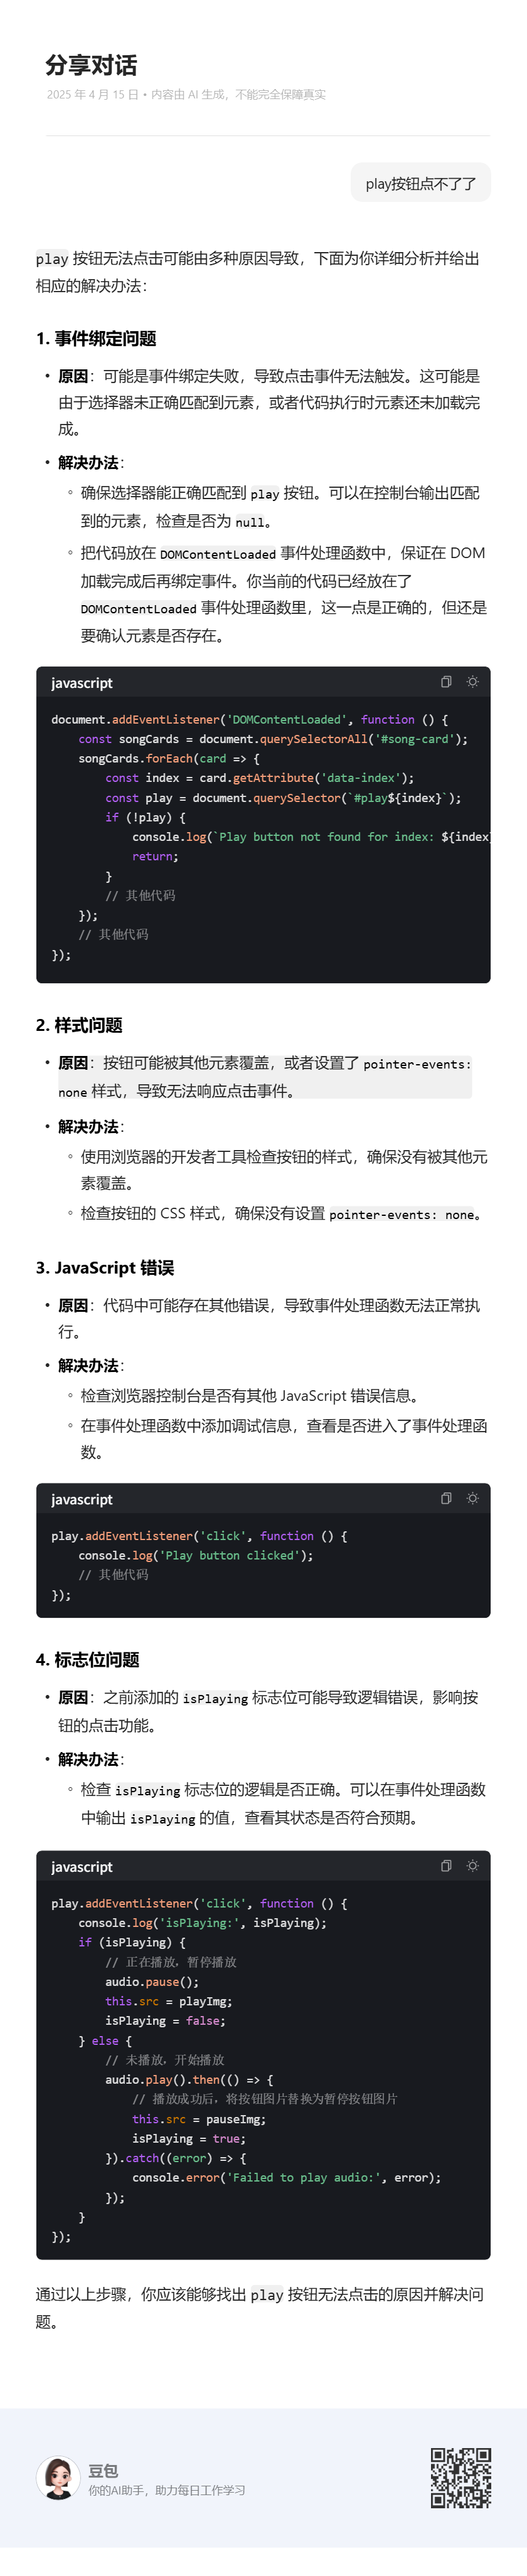 分享对话
2025 年 4 月 15 日 • 内容由 AI 生成，不能完全保障真实
play按钮点不了了
play 按钮无法点击可能由多种原因导致，下面为你详细分析并给出
相应的解决办法：
1. 事件绑定问题
• 原因：可能是事件绑定失败，导致点击事件无法触发。这可能是
由于选择器未正确匹配到元素，或者代码执行时元素还未加载完
成。
• 解决办法：
◦ 确保选择器能正确匹配到 play 按钮。可以在控制台输出匹配
到的元素，检查是否为 null。
◦ 把代码放在 DOMContentLoaded 事件处理函数中，保证在 DOM
加载完成后再绑定事件。你当前的代码已经放在了
DOMContentLoaded 事件处理函数里，这一点是正确的，但还是
要确认元素是否存在。
javascript
document.addEventListener('DOMContentLoaded', function () {
    const songCards = document.querySelectorAll('#song-card');
    songCards.forEach(card => {
        const index = card.getAttribute('data-index');
        const play = document.querySelector(`#play${index}`);
        if (!play) {
            console.log(`Play button not found for index: ${index
            return;
        }
        // 其他代码
    });
    // 其他代码
});
2. 样式问题
• 原因：按钮可能被其他元素覆盖，或者设置了 pointer-events:
none 样式，导致无法响应点击事件。
• 解决办法：
◦ 使用浏览器的开发者工具检查按钮的样式，确保没有被其他元
素覆盖。
◦ 检查按钮的 CSS 样式，确保没有设置 pointer-events: none。
3. JavaScript 错误
• 原因：代码中可能存在其他错误，导致事件处理函数无法正常执
行。
• 解决办法：
◦ 检查浏览器控制台是否有其他 JavaScript 错误信息。
◦ 在事件处理函数中添加调试信息，查看是否进入了事件处理函
数。
javascript
play.addEventListener('click', function () {
    console.log('Play button clicked');
    // 其他代码
});
4. 标志位问题
• 原因：之前添加的 isPlaying 标志位可能导致逻辑错误，影响按
钮的点击功能。
• 解决办法：
◦ 检查 isPlaying 标志位的逻辑是否正确。可以在事件处理函数
中输出 isPlaying 的值，查看其状态是否符合预期。
javascript
play.addEventListener('click', function () {
    console.log('isPlaying:', isPlaying);
    if (isPlaying) {
        // 正在播放，暂停播放
        audio.pause();
        this.src = playImg;
        isPlaying = false;
    } else {
        // 未播放，开始播放
        audio.play().then(() => {
            // 播放成功后，将按钮图片替换为暂停按钮图片
            this.src = pauseImg;
            isPlaying = true;
        }).catch((error) => {
            console.error('Failed to play audio:', error);
        });
    }
});
通过以上步骤，你应该能够找出 play 按钮无法点击的原因并解决问
题。
豆包
你的AI助手，助力每日工作学习